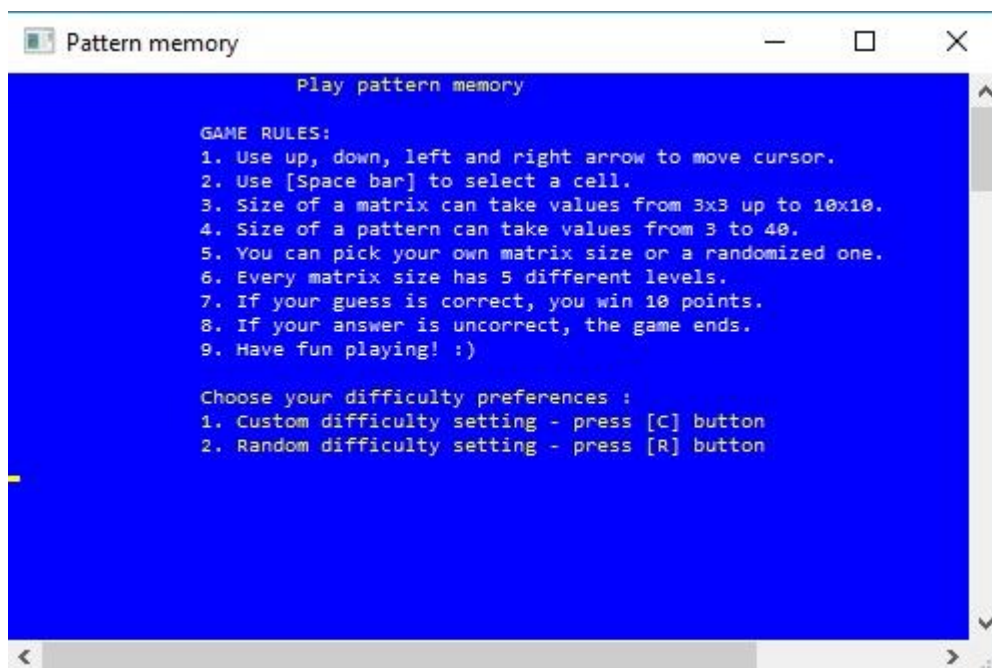 Pattern memory
Play pattern memory
GAME RULES:
1. Use up, down, left and right arrow to move cursor.
2. Use [Space bar] to select a cell.
3. Size of a matrix can take values from 3x3 up to 10x10.
4. Size of a pattern can take values from 3 to 40.
5. You can pick your own matrix size or a randomized one.
6. Every matrix size has 5 different levels.
7. If your guess is correct, you win 10 points.
8. If your answer is uncorrect, the game ends.
9. Have fun playing! :)
Choose your difficulty preferences :
1. Custom difficulty setting - press [C] button
2. Random difficulty setting - press [R] button